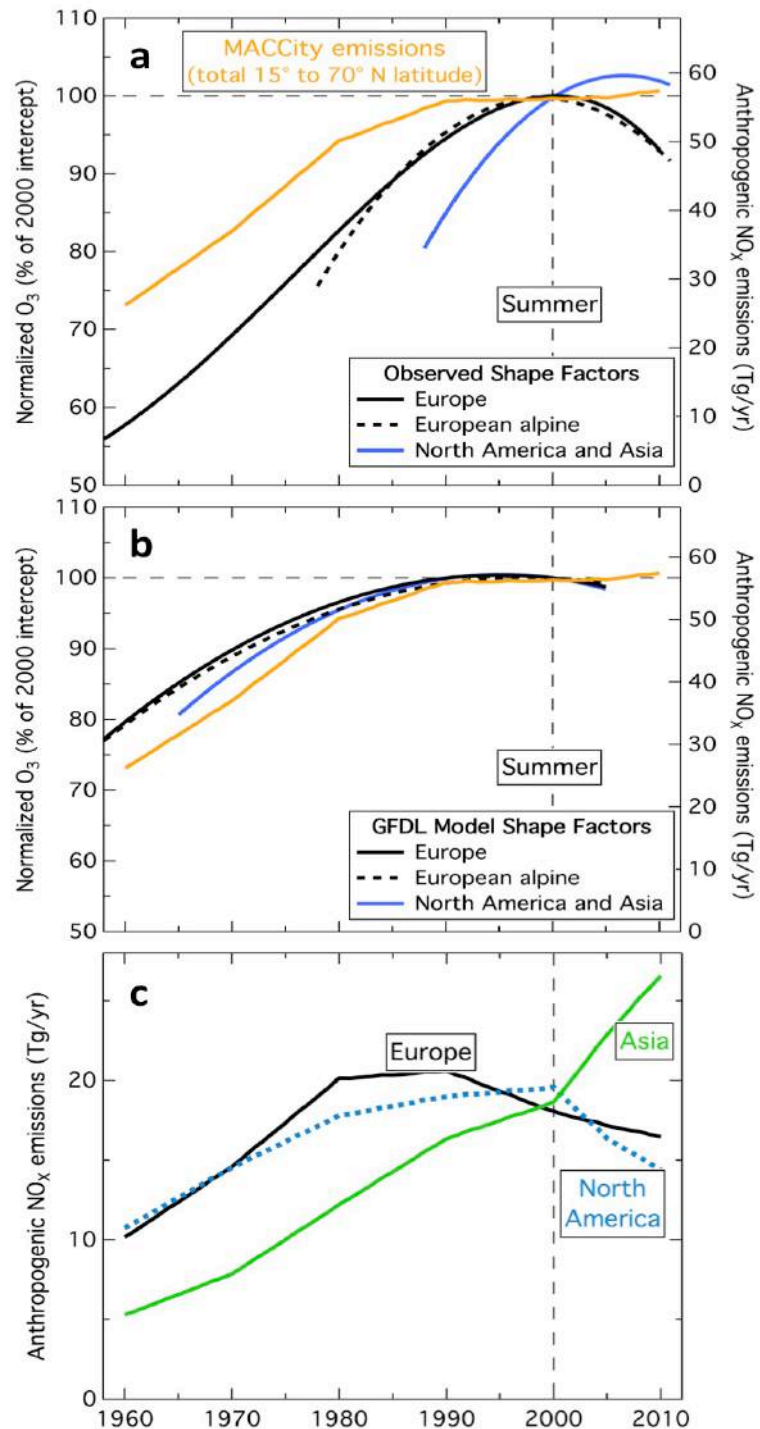 a
MACCity emissions
(total 15° to 70° N latitude)
Normalized O₃ (% of 2000 intercept)
110
100
90
80
70
60
50
Anthropogenic NOₓ emissions (Tg/yr)
60
50
40
30
20
10
0
Summer
Observed Shape Factors
Europe
European alpine
North America and Asia
b
Normalized O₃ (% of 2000 intercept)
110
100
90
80
70
60
50
Anthropogenic NOₓ emissions (Tg/yr)
60
50
40
30
20
10
0
Summer
GFDL Model Shape Factors
Europe
European alpine
North America and Asia
c
Anthropogenic NOₓ emissions (Tg/yr)
20
10
0
Europe
Asia
North
America
1960 1970 1980 1990 2000 2010